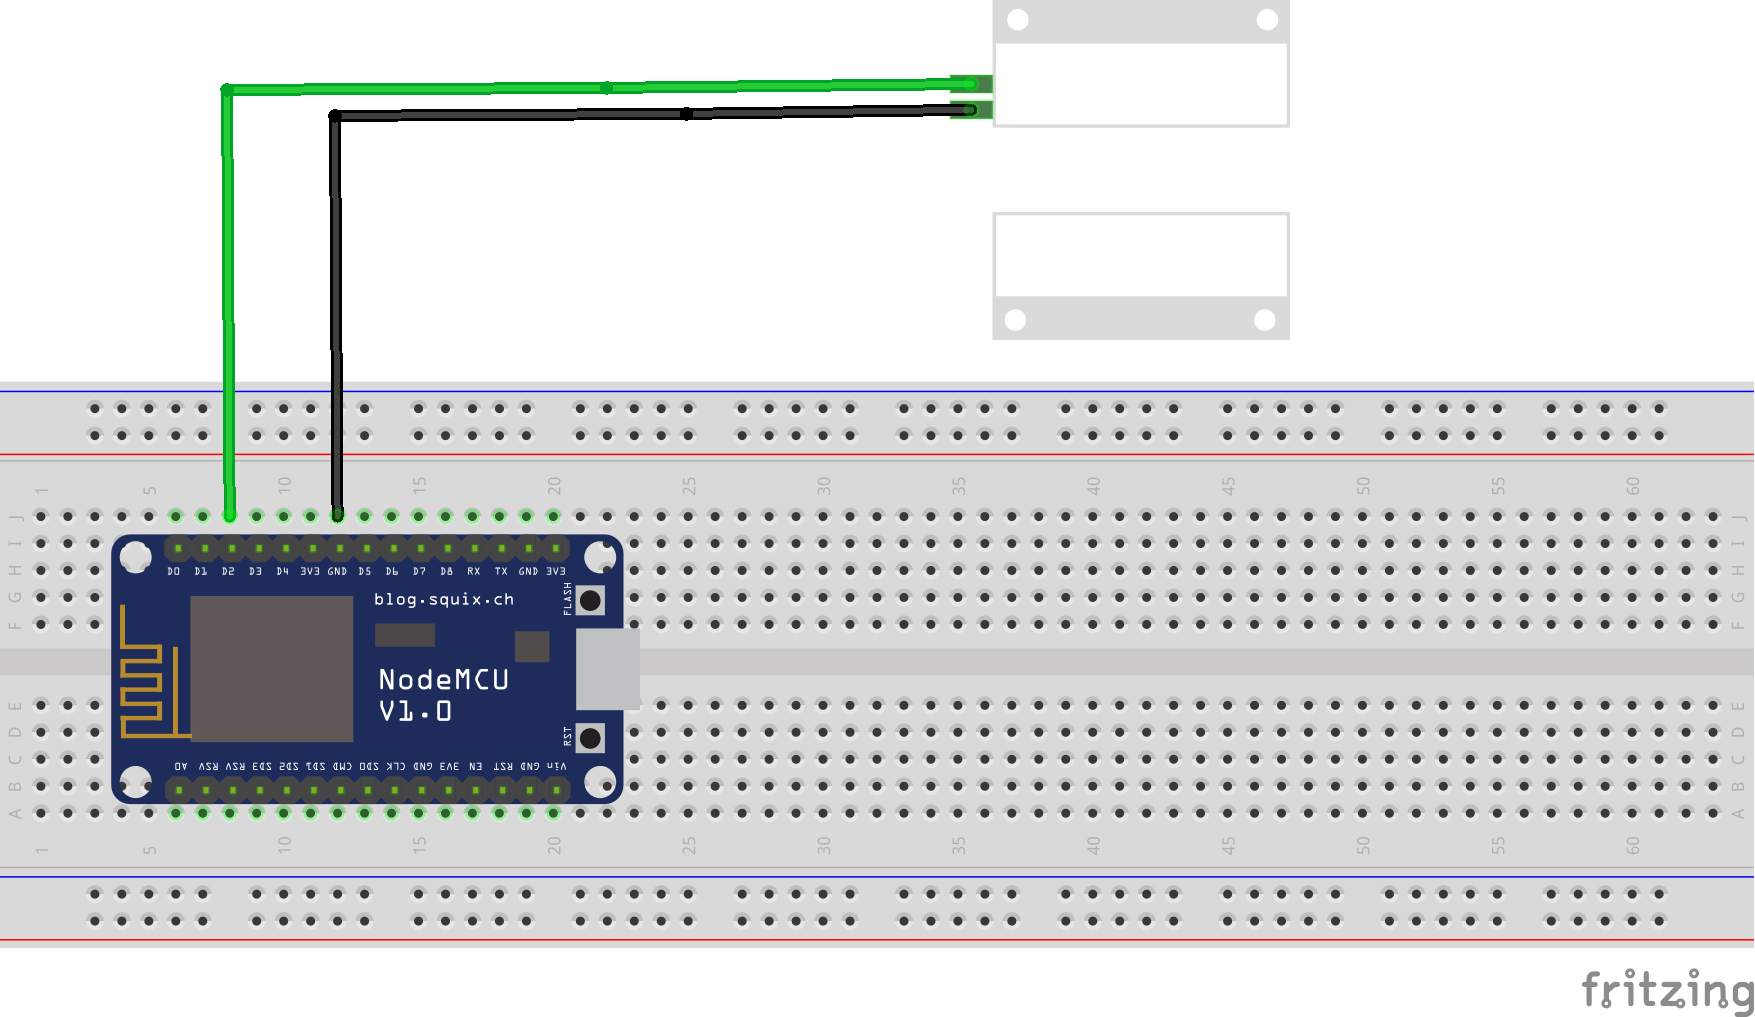 1 5 10 15 20 25 30 35 40 45 50 55 60
J J
I I
H H
G G
F F
D0 D1 D2 D3 D4 3V3 GND D5 D6 D7 D8 RX TX GND 3V3
blog.squix.ch
FLASH
NodeMCU
V1.0
RST
E E
D D
C C
B B
A A
A0 RSV RSV SD3 SD2 SD1 CMD SD0 CLK GND 3V3 EN RST GND Vin
1 5 10 15 20 25 30 35 40 45 50 55 60
fritzing